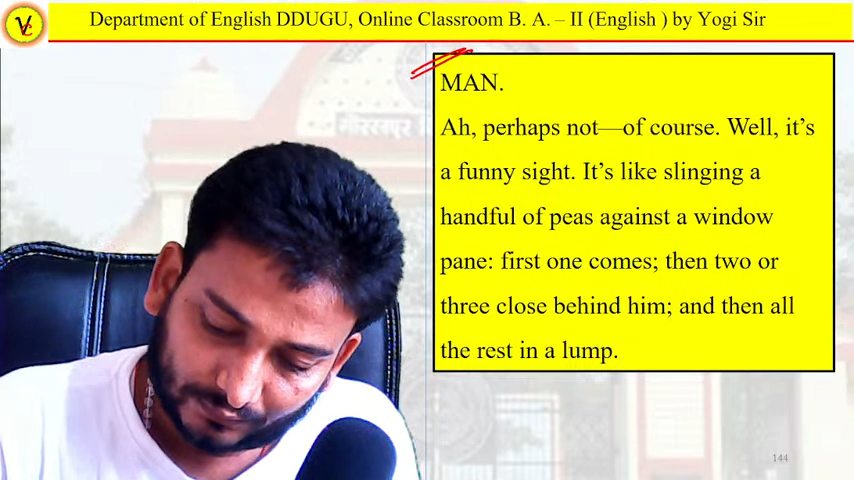 Department of English DDUGU, Online Classroom B. A. – II (English ) by Yogi Sir
MAN.
Ah, perhaps not—of course. Well, it’s
a funny sight. It’s like slinging a
handful of peas against a window
pane: first one comes; then two or
three close behind him; and then all
the rest in a lump.
144